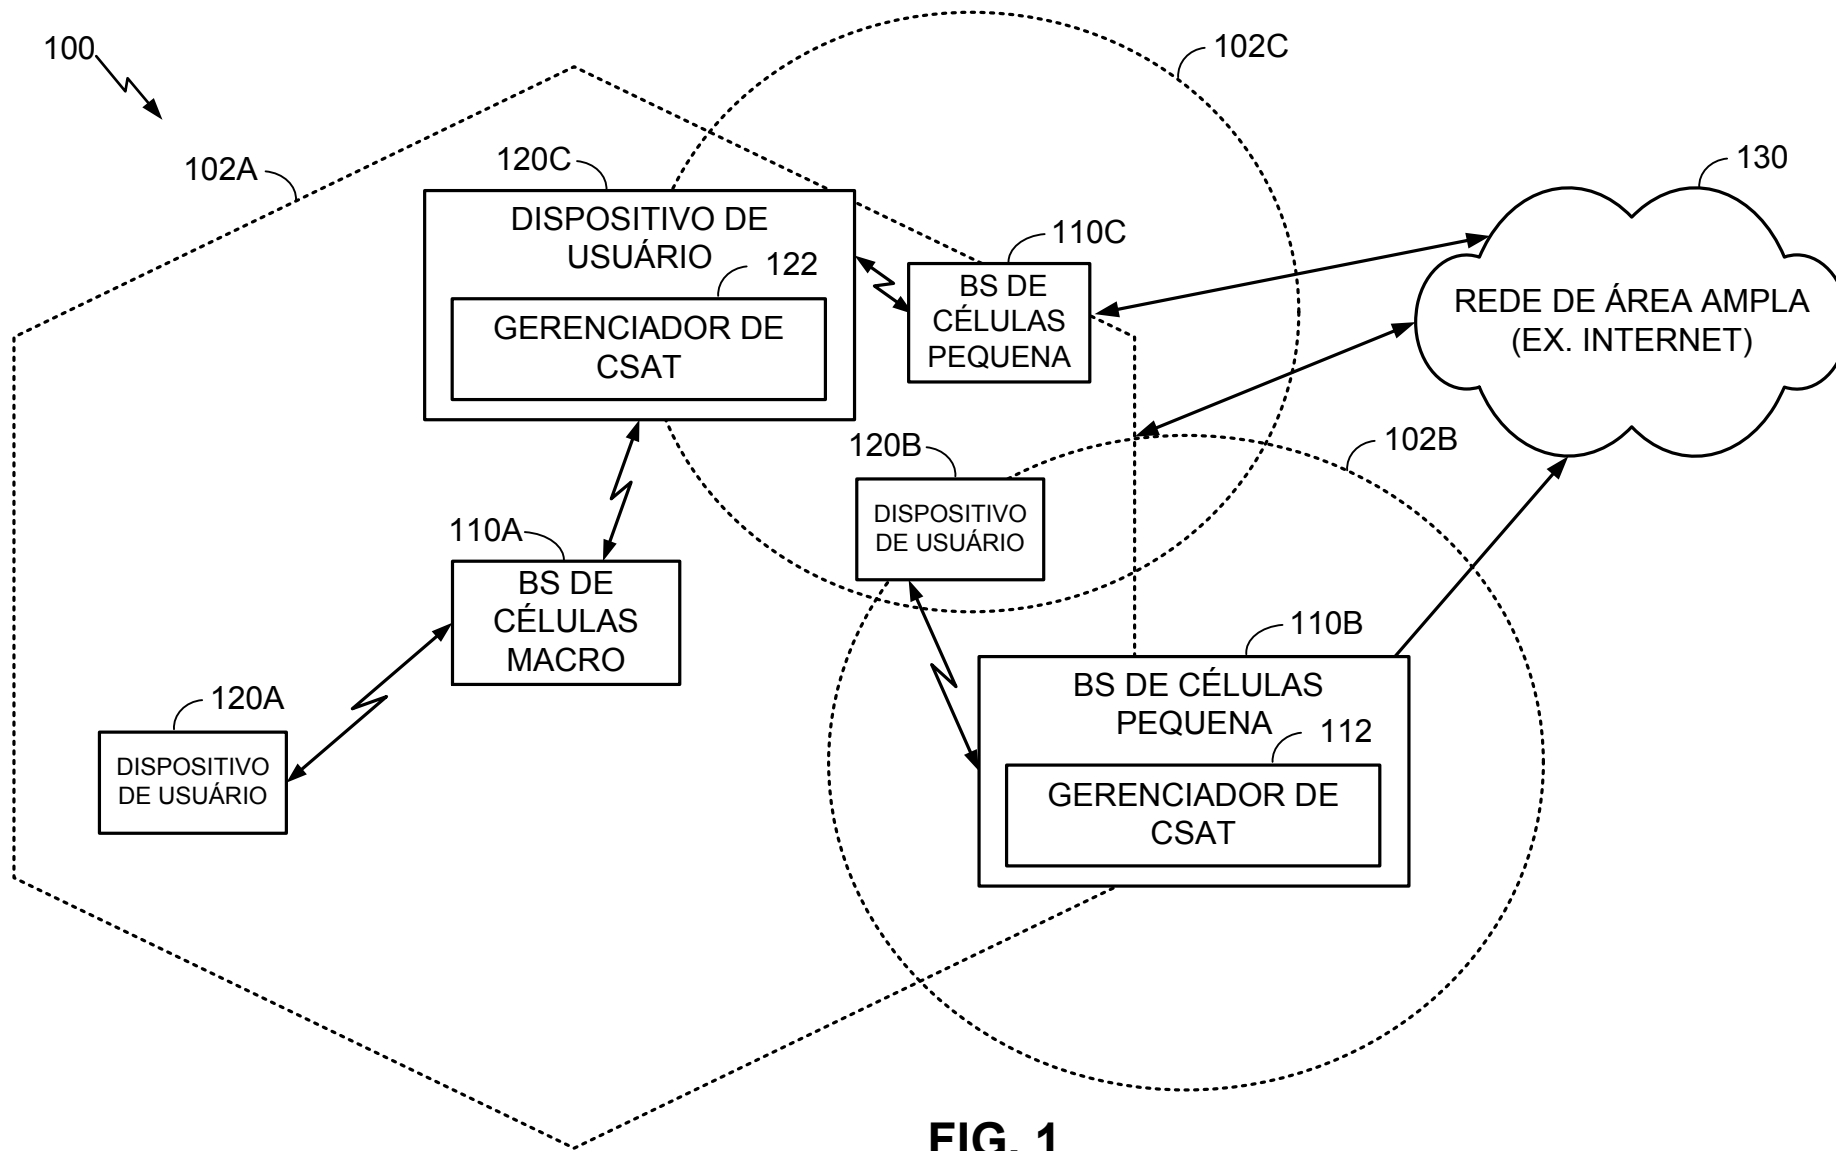 100
102C
102A
120C
130
DISPOSITIVO DE
USUÁRIO
122
GERENCIADOR DE
CSAT
110C
BS DE
CÉLULAS
PEQUENA
REDE DE ÁREA AMPLA
(EX. INTERNET)
120B
102B
DISPOSITIVO
DE USUÁRIO
110A
BS DE
CÉLULAS
MACRO
110B
BS DE CÉLULAS
PEQUENA
112
GERENCIADOR DE
CSAT
120A
DISPOSITIVO
DE USUÁRIO
FIG. 1